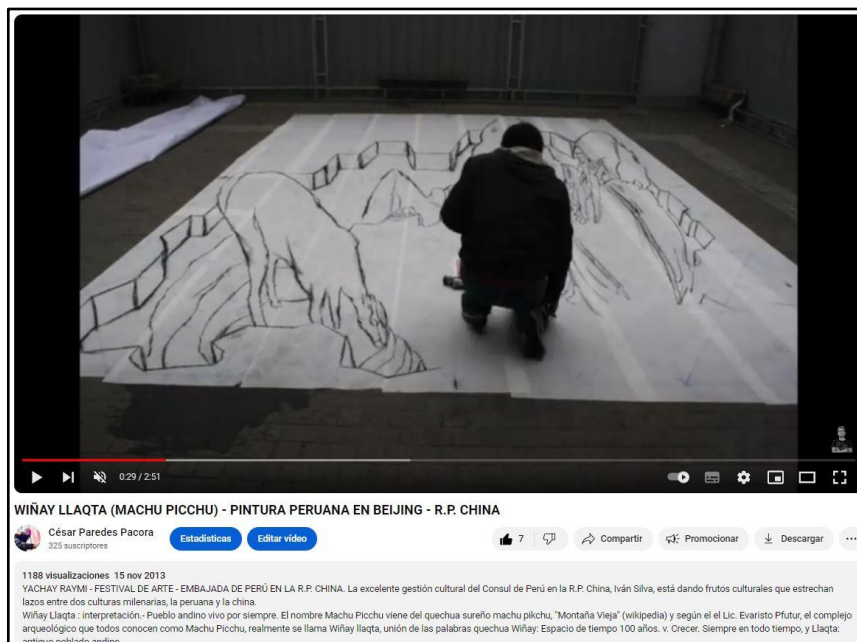 0:29 / 2:51
WIÑAY LLAQTA (MACHU PICCHU) - PINTURA PERUANA EN BEIJING - R.P. CHINA
César Paredes Pacora
325 suscriptores
Estadísticas
Editar vídeo
7
Compartir
Promocionar
Descargar
1188 visualizaciones 15 nov 2013
YACHAY RAYMI - FESTIVAL DE ARTE - EMBAJADA DE PERÚ EN LA R.P. CHINA. La excelente gestión cultural del Consul de Perú en la R.P. China, Iván Silva, está dando frutos culturales que estrechan
lazos entre dos culturas milenarias, la peruana y la china.
Wiñay Llaqta : interpretación.- Pueblo andino vivo por siempre. El nombre Machu Picchu viene del quechua sureño machu pikchu, "Montaña Vieja" (wikipedia) y según el el Lic. Evaristo Pfutur, el complejo
arqueológico que todos conocen como Machu Picchu, realmente se llama Wiñay llaqta, unión de las palabras quechua Wiñay: Espacio de tiempo 100 años. v. Crecer. Siempre en todo tiempo, y Llaqta:
antiguo poblado andino